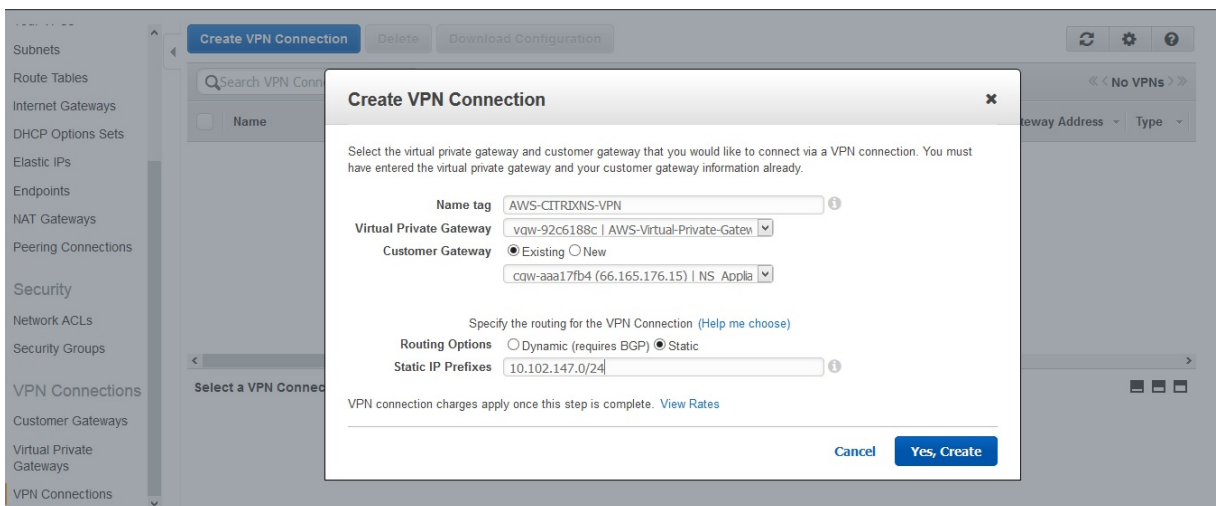 Subnets
Route Tables
Internet Gateways
DHCP Options Sets
Elastic IPs
Endpoints
NAT Gateways
Peering Connections
Security
Network ACLs
Security Groups
VPN Connections
Customer Gateways
Virtual Private
Gateways
VPN Connections
Create VPN Connection Delete Download Configuration
Search VPN Conn
No VPNs
Name
teway Address Type
Select a VPN Connec
Create VPN Connection
Select the virtual private gateway and customer gateway that you would like to connect via a VPN connection. You must
have entered the virtual private gateway and your customer gateway information already.
Name tag AWS-CITRIXNS-VPN
Virtual Private Gateway vgw-92c6188c | AWS-Virtual-Private-Gatew
Customer Gateway Existing New
cgw-aaa17fb4 (66.165.176.15) | NS_Applia
Specify the routing for the VPN Connection (Help me choose)
Routing Options Dynamic (requires BGP) Static
Static IP Prefixes 10.102.147.0/24
VPN connection charges apply once this step is complete. View Rates
Cancel Yes, Create